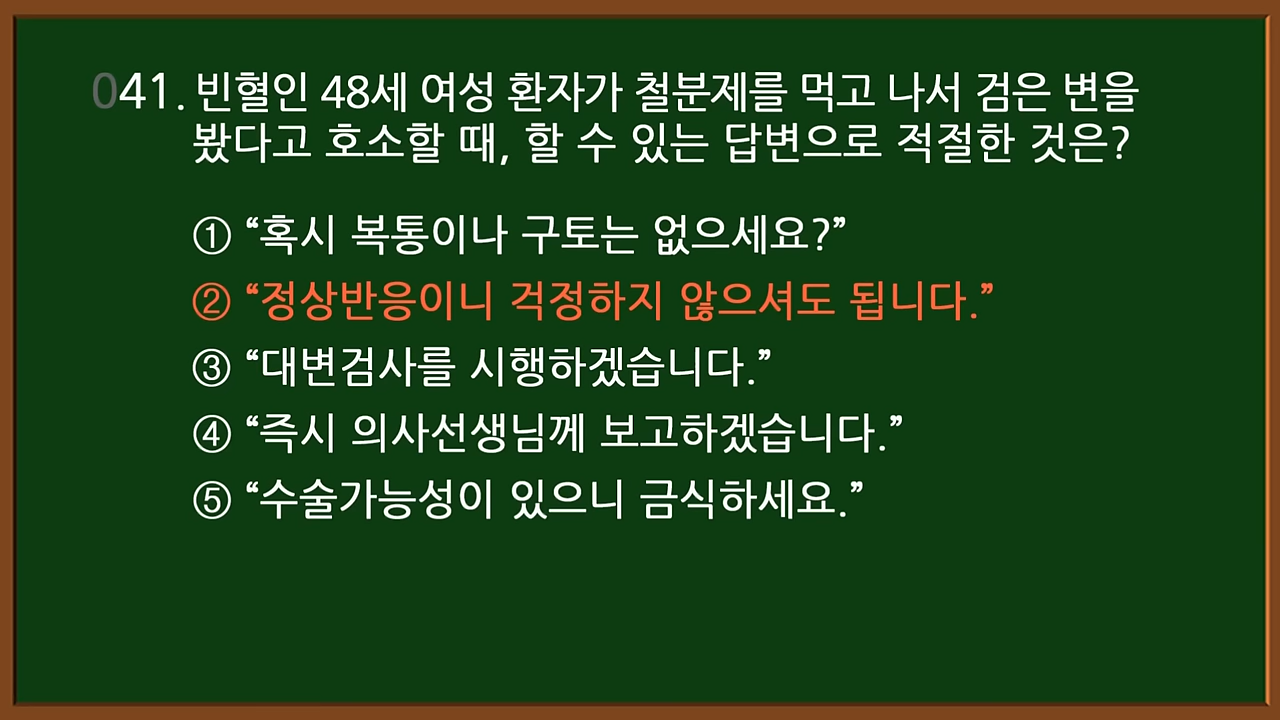 041. 빈혈인 48세 여성 환자가 철분제를 먹고 나서 검은 변을
봤다고 호소할 때, 할 수 있는 답변으로 적절한 것은?
① “혹시 복통이나 구토는 없으세요?”
② “정상반응이니 걱정하지 않으셔도 됩니다.”
③ “대변검사를 시행하겠습니다.”
④ “즉시 의사선생님께 보고하겠습니다.”
⑤ “수술가능성이 있으니 금식하세요.”